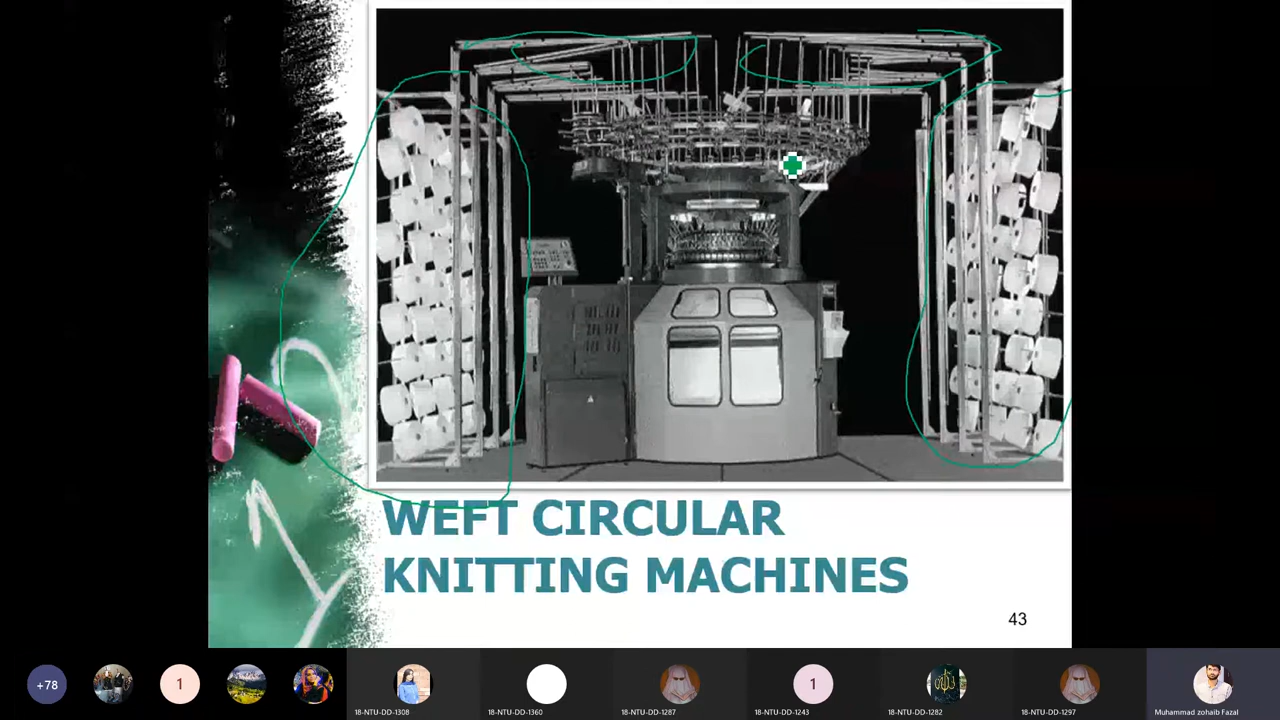 WEFT CIRCULAR
KNITTING MACHINES
43
+78
1
18-NTU-DD-1308
18-NTU-DD-1360
18-NTU-DD-1287
1
18-NTU-DD-1243
18-NTU-DD-1282
18-NTU-DD-1297
Muhammad zohaib Fazal